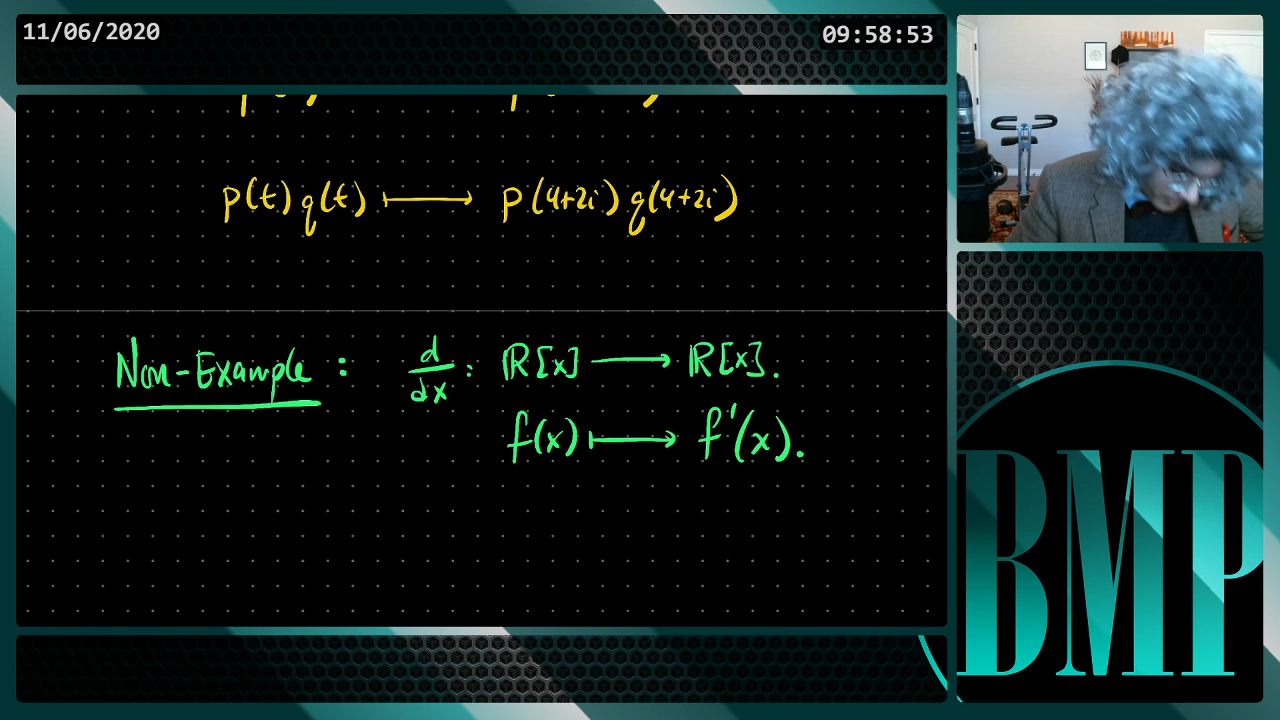 11/06/2020
09:58:53
p(t) q(t) ⟼ p(4+2i) q(4+2i)
Non-Example : d/dx : ℝ[x] ⟶ ℝ[x].
f(x) ⟼ f'(x).
BMP